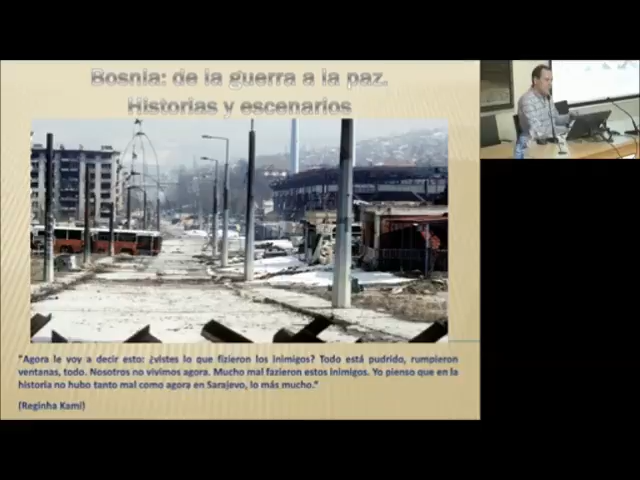 Bosnia: de la guerra a la paz.
Historias y escenarios
"Agora le voy a decir esto: ¿vistes lo que fizieron los inimigos? Todo está pudrido, rumpieron
ventanas, todo. Nosotros no vivimos agora. Mucho mal fazieron estos inimigos. Yo pienso que en la
historia no hubo tanto mal como agora en Sarajevo, lo más mucho."
(Reginha Kamí)